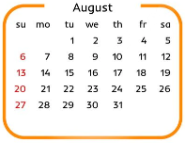 August
su mo tu we th fr sa
1 2 3 4 5
6 7 8 9 10 11 12
13 14 15 16 17 18 19
20 21 22 23 24 25 26
27 28 29 30 31